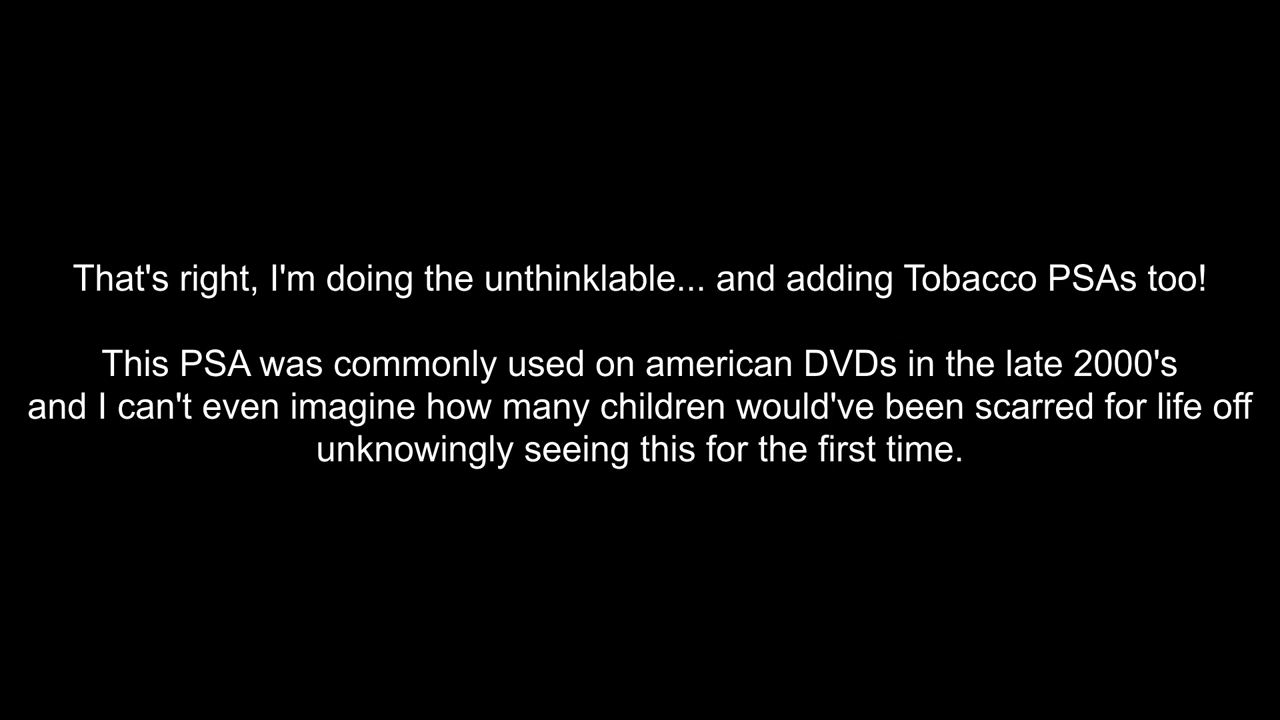 That's right, I'm doing the unthinklable... and adding Tobacco PSAs too!
This PSA was commonly used on american DVDs in the late 2000's
and I can't even imagine how many children would've been scarred for life off
unknowingly seeing this for the first time.